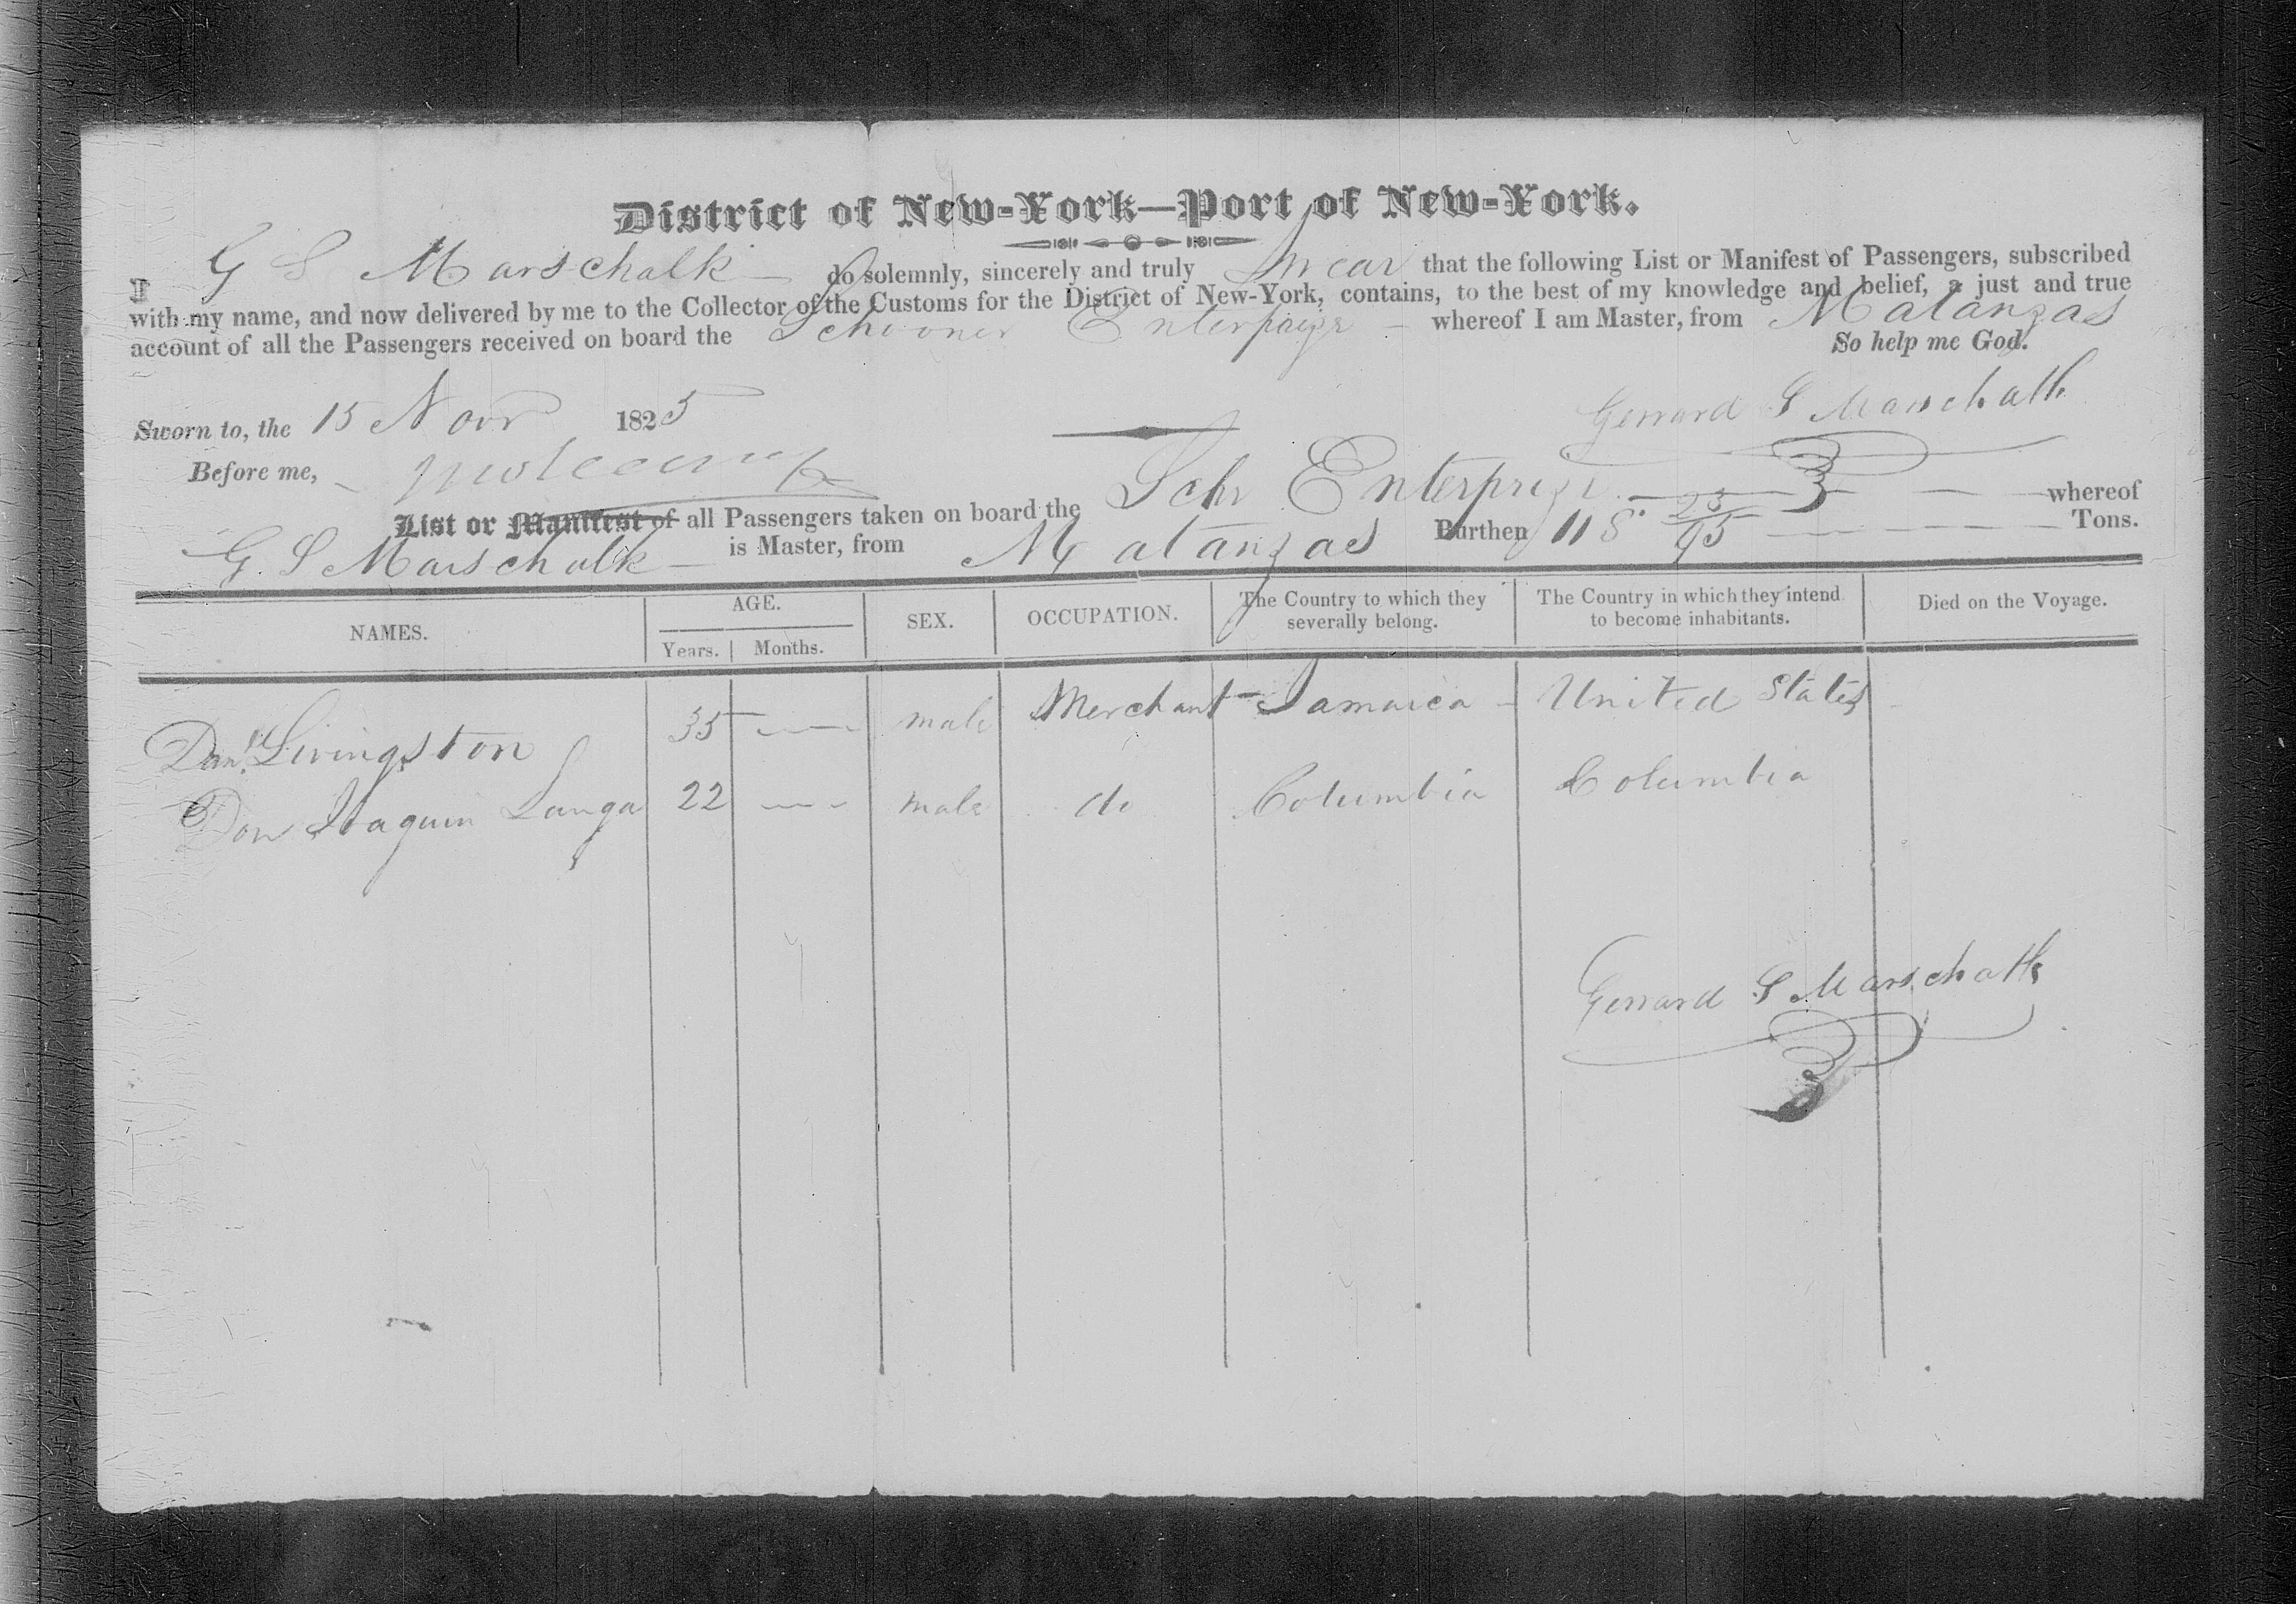 District of New-York—Port of New-York.
I G S Marschalk do solemnly, sincerely and truly Swear that the following List or Manifest of Passengers, subscribed
with my name, and now delivered by me to the Collector of the Customs for the District of New-York, contains, to the best of my knowledge and belief, a just and true
account of all the Passengers received on board the Schooner Enterprize whereof I am Master, from Matanzas
So help me God.
Sworn to, the 15 Novr 1825
Gerrard S Marschalk
Before me,
List or Manifest of all Passengers taken on board the Schr Enterprize whereof
G. S Marschalk is Master, from Matanzas Burthen 118 23/95 Tons.
NAMES. AGE. Years. Months. SEX. OCCUPATION. The Country to which they severally belong. The Country in which they intend to become inhabitants. Died on the Voyage.
Danl. Livingston 35 — male Merchant Jamaica United States
Don Joaquin Langa 22 — male do Columbia Columbia
Gerrard S Marschalk